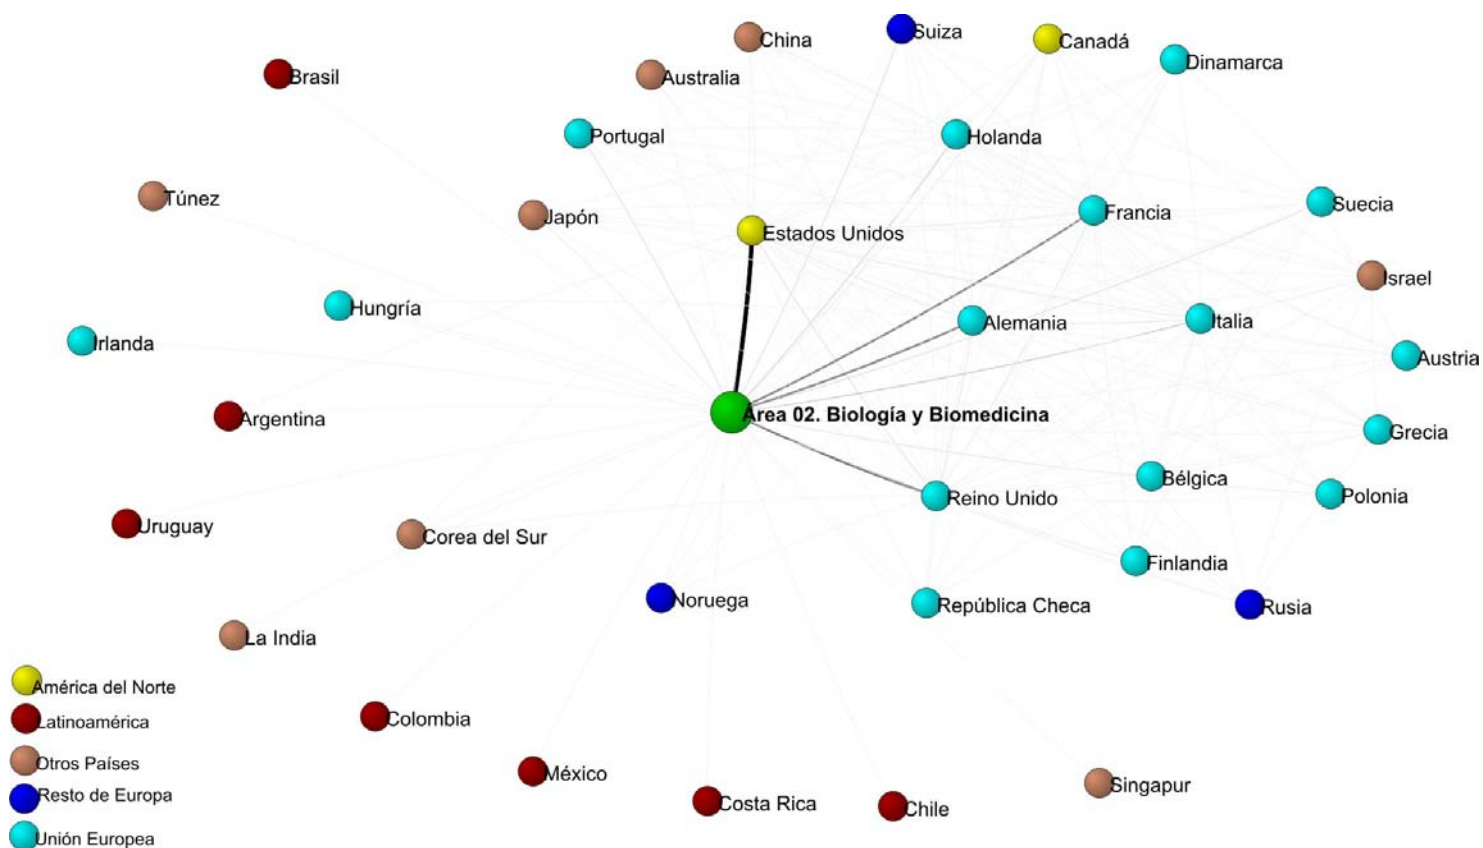 China
Suiza
Canadá
Dinamarca
Brasil
Australia
Portugal
Holanda
Túnez
Japón
Estados Unidos
Francia
Suecia
Israel
Hungría
Alemania
Italia
Irlanda
Austria
Argentina
Área 02. Biología y Biomedicina
Grecia
Bélgica
Reino Unido
Polonia
Uruguay
Corea del Sur
Finlandia
Noruega
República Checa
Rusia
La India
América del Norte
Latinoamérica
Colombia
Otros Países
México
Singapur
Resto de Europa
Costa Rica
Chile
Unión Europea